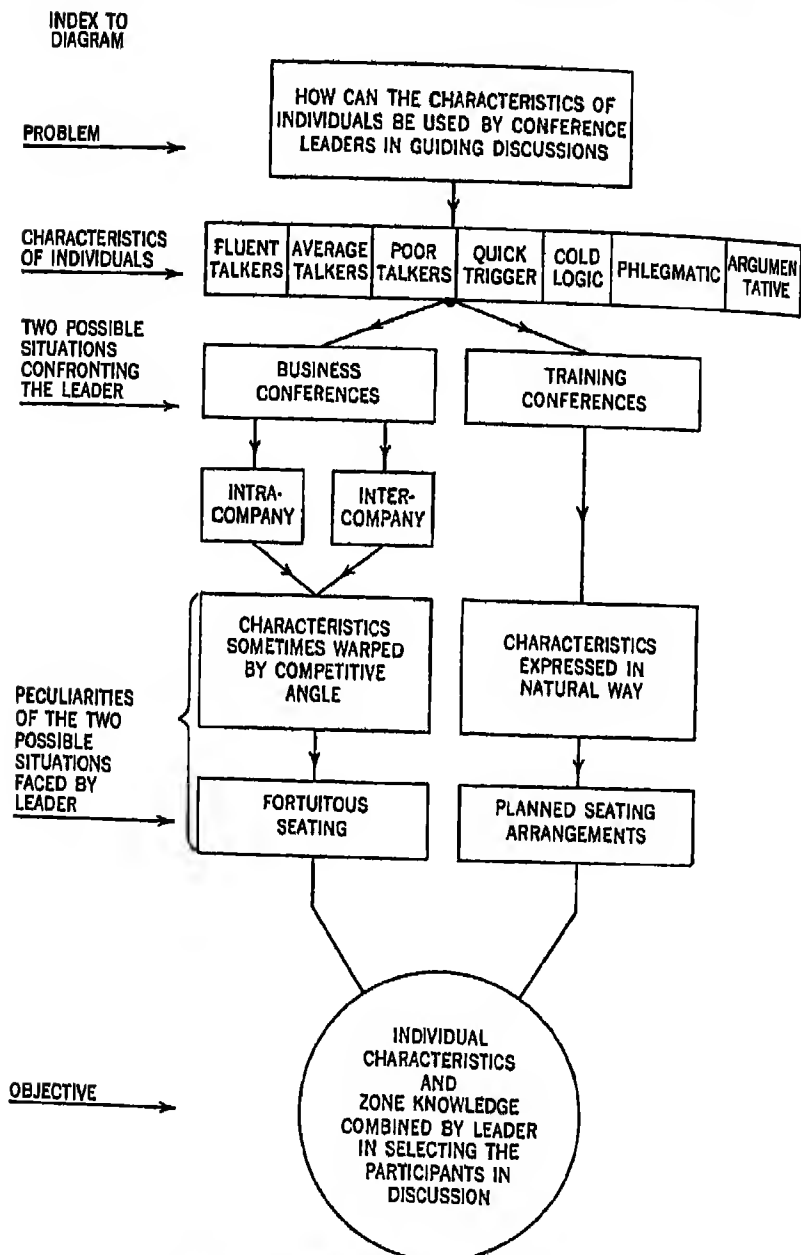 INDEX TO
DIAGRAM
PROBLEM
HOW CAN THE CHARACTERISTICS OF
INDIVIDUALS BE USED BY CONFERENCE
LEADERS IN GUIDING DISCUSSIONS
CHARACTERISTICS
OF INDIVIDUALS
FLUENT
TALKERS
AVERAGE
TALKERS
POOR
TALKERS
QUICK
TRIGGER
COLD
LOGIC
PHLEGMATIC
ARGUMEN
TATIVE
TWO POSSIBLE
SITUATIONS
CONFRONTING
THE LEADER
BUSINESS
CONFERENCES
TRAINING
CONFERENCES
INTRA-
COMPANY
INTER-
COMPANY
PECULIARITIES
OF THE TWO
POSSIBLE
SITUATIONS
FACED BY
LEADER
CHARACTERISTICS
SOMETIMES WARPED
BY COMPETITIVE
ANGLE
CHARACTERISTICS
EXPRESSED IN
NATURAL WAY
FORTUITOUS
SEATING
PLANNED SEATING
ARRANGEMENTS
OBJECTIVE
INDIVIDUAL
CHARACTERISTICS
AND
ZONE KNOWLEDGE
COMBINED BY LEADER
IN SELECTING THE
PARTICIPANTS IN
DISCUSSION